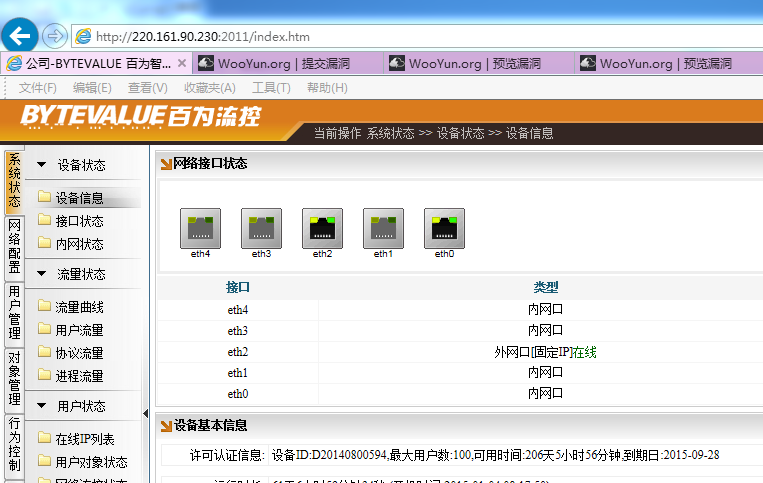 http://220.161.90.230:2011/index.htm
公司-BYTEVALUE 百为智... WooYun.org | 提交漏洞 WooYun.org | 预览漏洞 WooYun.org | 预览漏洞
文件(F) 编辑(E) 查看(V) 收藏夹(A) 工具(T) 帮助(H)
BYTEVALUE百为流控
当前操作 系统状态 >> 设备状态 >> 设备信息
系统状态
网络配置
用户管理
对象管理
行为控制
设备状态
设备信息
接口状态
内网状态
流量状态
流量曲线
用户流量
协议流量
进程流量
用户状态
在线IP列表
用户对象状态
网络接口状态
eth4 eth3 eth2 eth1 eth0
接口 类型
eth4 内网口
eth3 内网口
eth2 外网口[固定IP]在线
eth1 内网口
eth0 内网口
设备基本信息
许可认证信息: 设备ID:D20140800594,最大用户数:100,可用时间:206天5小时56分钟,到期日:2015-09-28